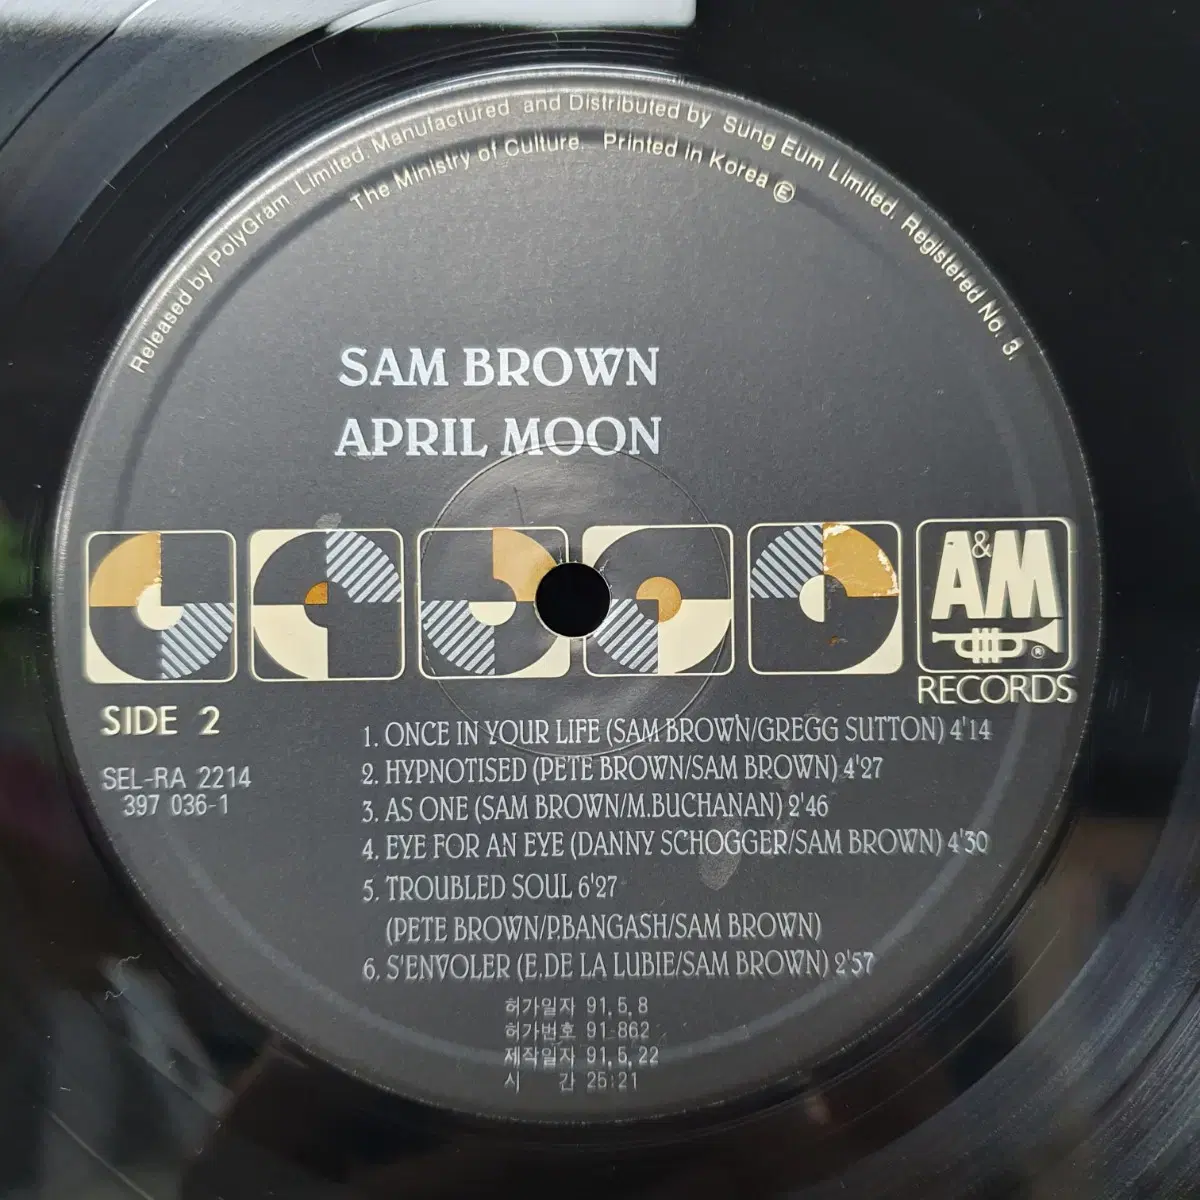 Released by PolyGram Limited. Manufactured and Distributed by Sung Eum Limited. Registered No. 3.
The Ministry of Culture. Printed in Korea Ⓔ
SAM BROWN
APRIL MOON
A&M
®
RECORDS
SIDE 2
SEL-RA 2214
397 036-1
1. ONCE IN YOUR LIFE (SAM BROWN/GREGG SUTTON) 4'14
2. HYPNOTISED (PETE BROWN/SAM BROWN) 4'27
3. AS ONE (SAM BROWN/M.BUCHANAN) 2'46
4. EYE FOR AN EYE (DANNY SCHOGGER/SAM BROWN) 4'30
5. TROUBLED SOUL 6'27
(PETE BROWN/P.BANGASH/SAM BROWN)
6. S'ENVOLER (E.DE LA LUBIE/SAM BROWN) 2'57
허가일자 91.5.8
허가번호 91-862
제작일자 91.5.22
시 간 25:21